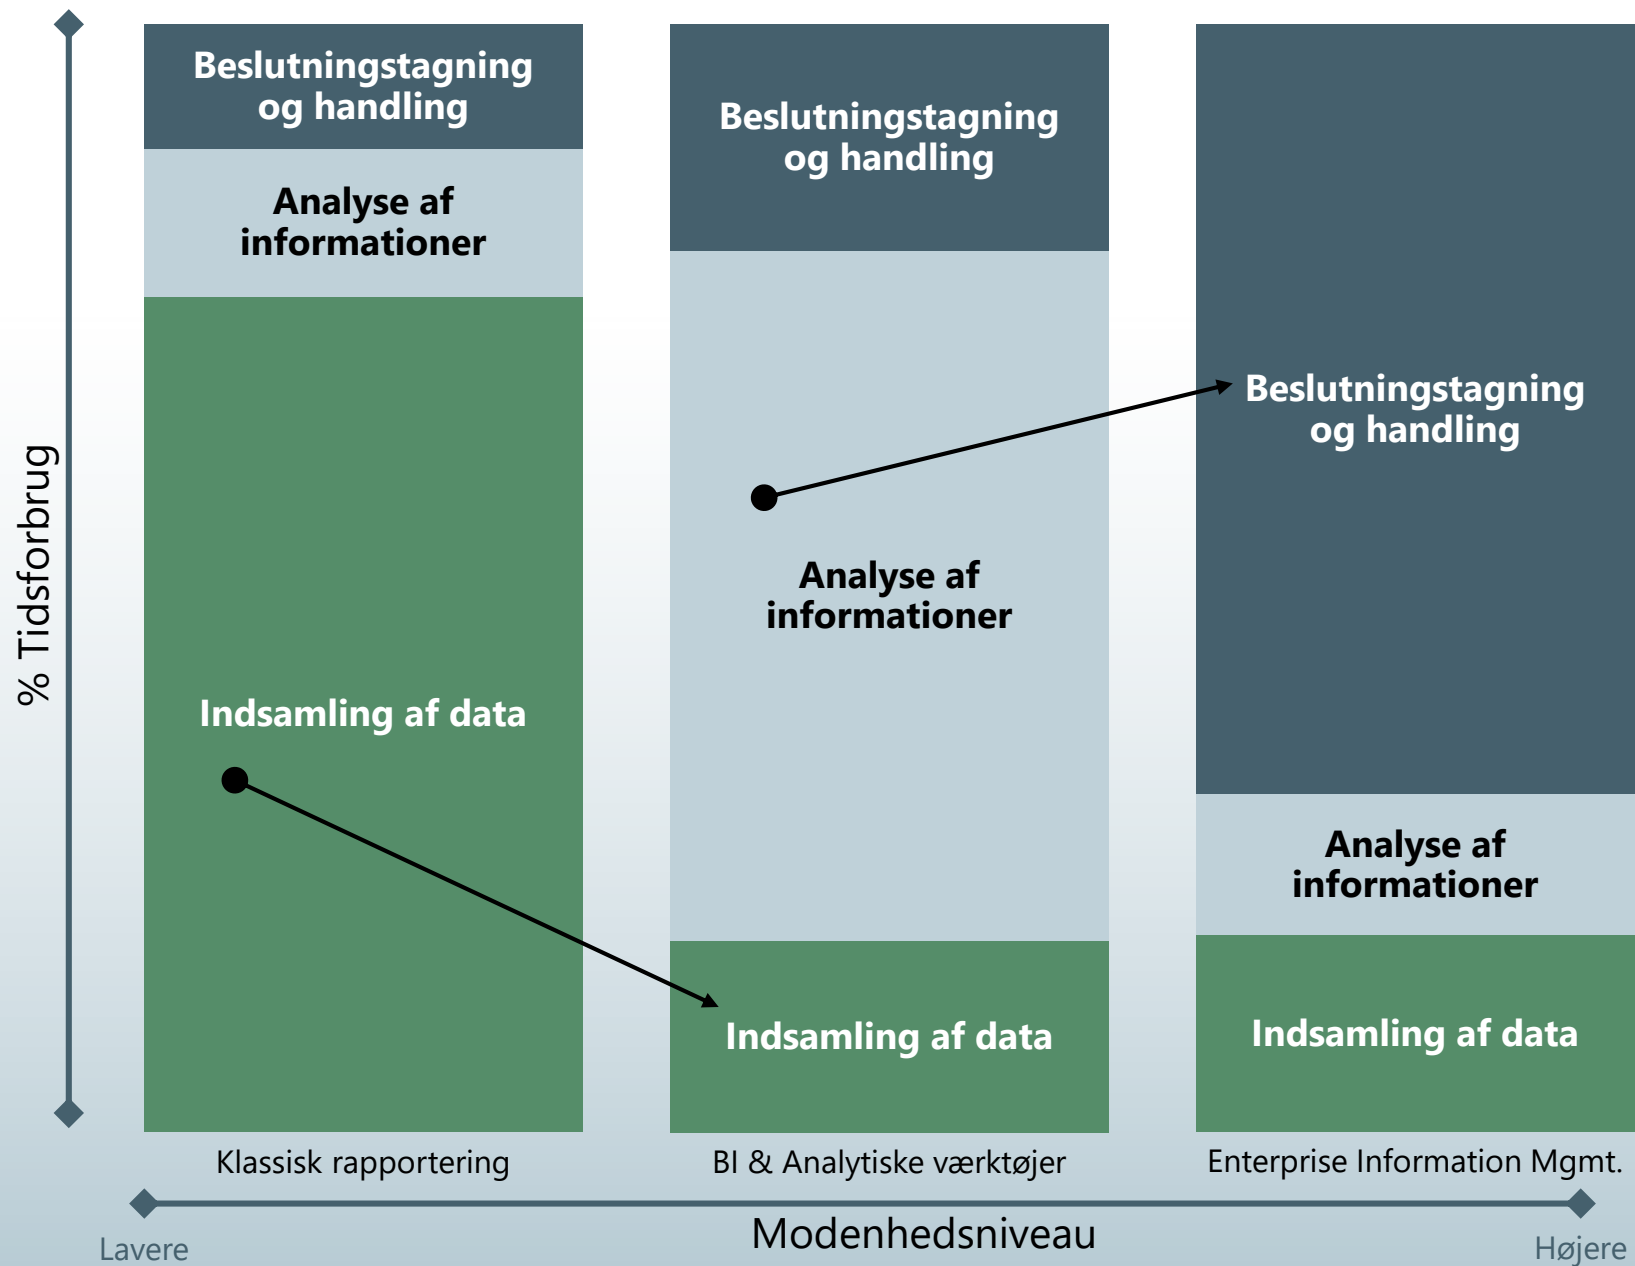 % Tidsforbrug
Beslutningstagning
og handling
Analyse af
informationer
Indsamling af data
Klassisk rapportering
Beslutningstagning
og handling
Analyse af
informationer
Indsamling af data
BI & Analytiske værktøjer
Beslutningstagning
og handling
Analyse af
informationer
Indsamling af data
Enterprise Information Mgmt.
Lavere
Modenhedsniveau
Højere